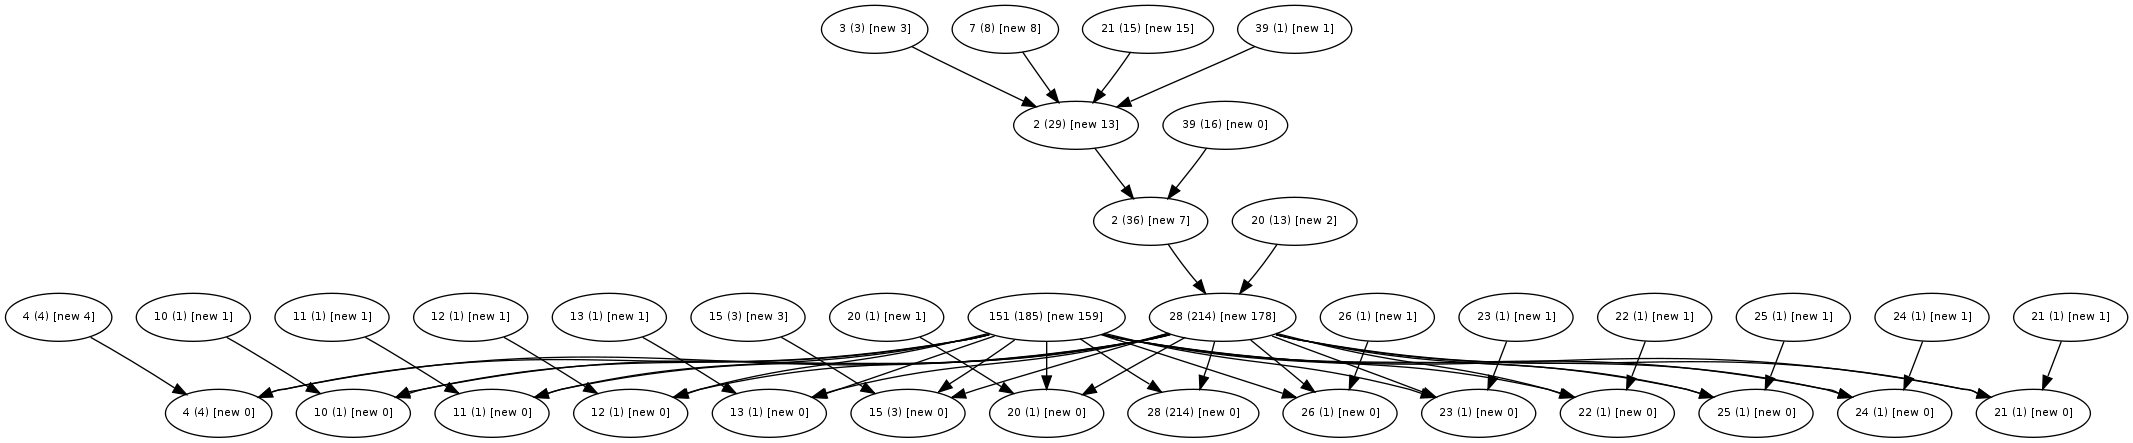 3 (3) [new 3]
7 (8) [new 8]
21 (15) [new 15]
39 (1) [new 1]
2 (29) [new 13]
39 (16) [new 0]
2 (36) [new 7]
20 (13) [new 2]
4 (4) [new 4]
10 (1) [new 1]
11 (1) [new 1]
12 (1) [new 1]
13 (1) [new 1]
15 (3) [new 3]
20 (1) [new 1]
151 (185) [new 159]
28 (214) [new 178]
26 (1) [new 1]
23 (1) [new 1]
22 (1) [new 1]
25 (1) [new 1]
24 (1) [new 1]
21 (1) [new 1]
4 (4) [new 0]
10 (1) [new 0]
11 (1) [new 0]
12 (1) [new 0]
13 (1) [new 0]
15 (3) [new 0]
20 (1) [new 0]
28 (214) [new 0]
26 (1) [new 0]
23 (1) [new 0]
22 (1) [new 0]
25 (1) [new 0]
24 (1) [new 0]
21 (1) [new 0]